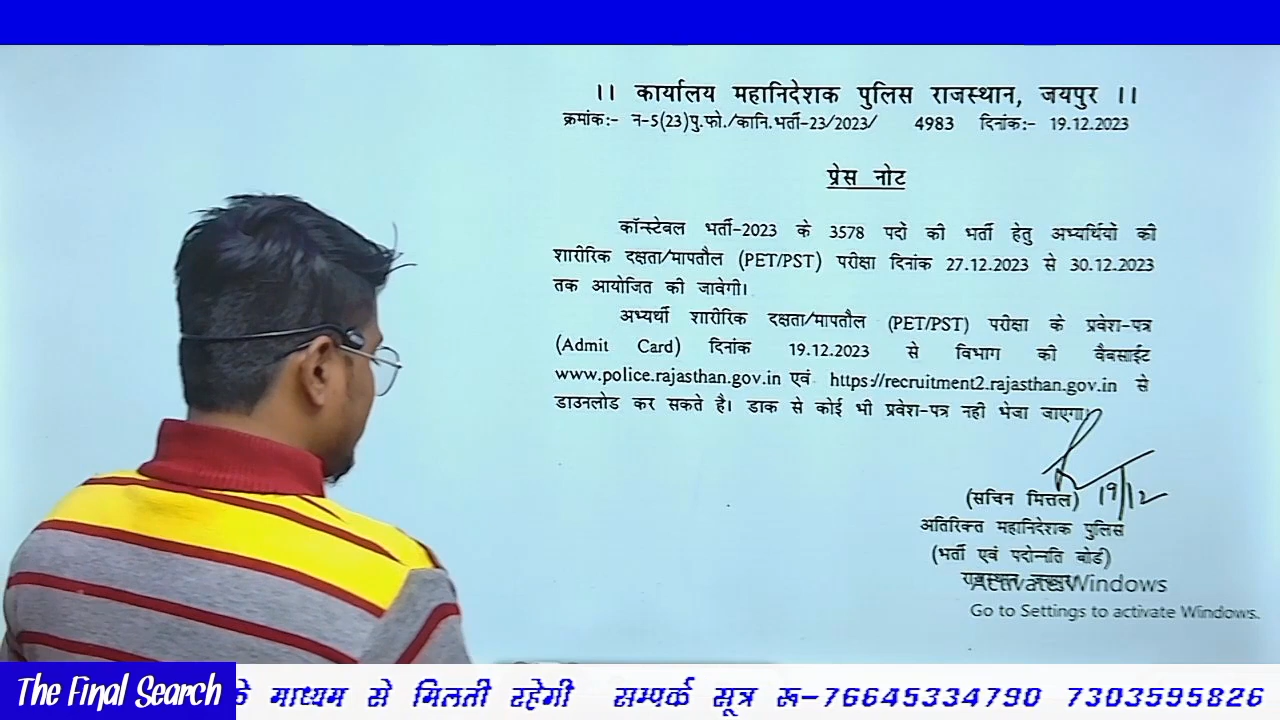 ।। कार्यालय महानिदेशक पुलिस राजस्थान, जयपुर ।।
क्रमांक:- न-5(23)पु.फो./कानि.भर्ती-23/2023/ 4983 दिनांक:- 19.12.2023
प्रेस नोट
कॉन्स्टेबल भर्ती-2023 के 3578 पदों की भर्ती हेतु अभ्यर्थियों की
शारीरिक दक्षता/मापतौल (PET/PST) परीक्षा दिनांक 27.12.2023 से 30.12.2023
तक आयोजित की जावेगी।
अभ्यर्थी शारीरिक दक्षता/मापतौल (PET/PST) परीक्षा के प्रवेश-पत्र
(Admit Card) दिनांक 19.12.2023 से विभाग की वैबसाईट
www.police.rajasthan.gov.in एवं https://recruitment2.rajasthan.gov.in से
डाउनलोड कर सकते है। डाक से कोई भी प्रवेश-पत्र नही भेजा जाएगा।
(सचिन मित्तल) 19/12
अतिरिक्त महानिदेशक पुलिस
(भर्ती एवं पदोन्नति बोर्ड)
Activate Windows
Go to Settings to activate Windows.
The Final Search के माध्यम से मिलती रहेगी सम्पर्क सूत्र रू-76645334790 7303595826